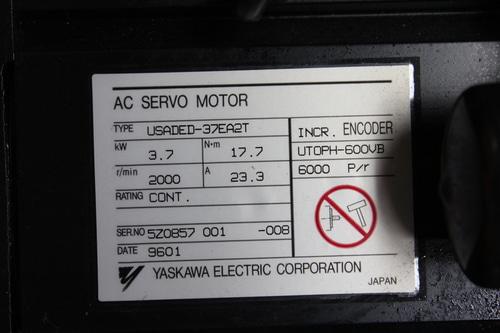 AC SERVO MOTOR
TYPE USADED-37EA2T
kW 3.7 N·m 17.7
r/min 2000 A 23.3
RATING CONT.
SER.NO 5Z0857 001 -008
DATE 9601
INCR. ENCODER
UTOPH-600VB
6000 P/r
YASKAWA ELECTRIC CORPORATION
JAPAN